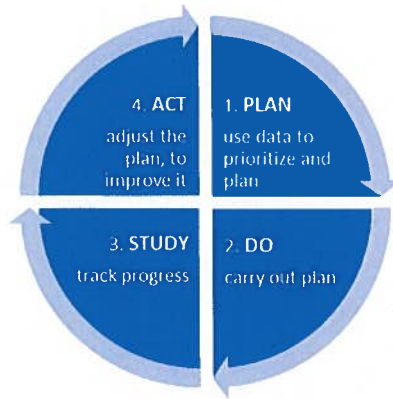 1. PLAN
use data to
prioritize and
plan
2. DO
carry out plan
3. STUDY
track progress
4. ACT
adjust the
plan, to
improve it